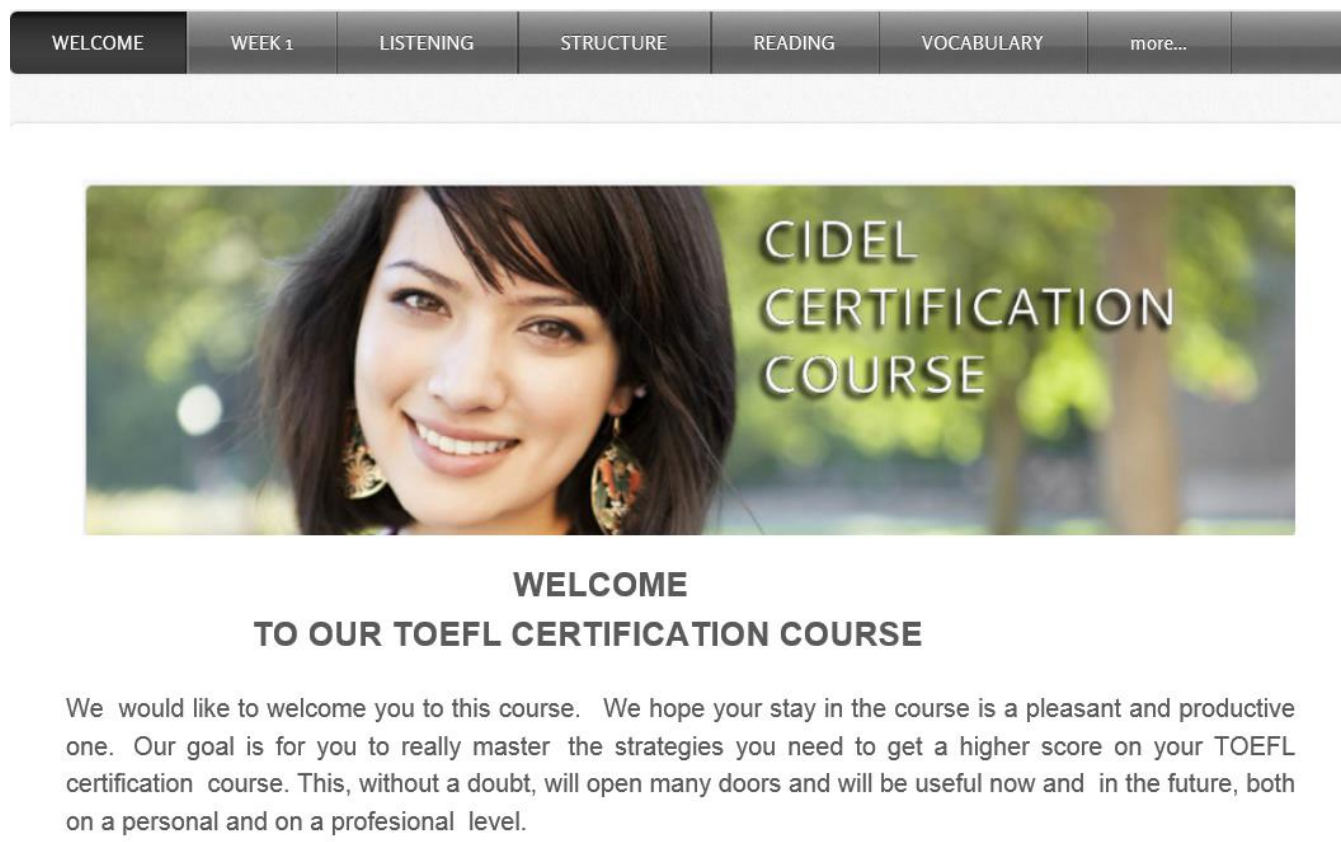 WELCOME WEEK 1 LISTENING STRUCTURE READING VOCABULARY more...
CIDEL
CERTIFICATION
COURSE
WELCOME
TO OUR TOEFL CERTIFICATION COURSE
We would like to welcome you to this course. We hope your stay in the course is a pleasant and productive
one. Our goal is for you to really master the strategies you need to get a higher score on your TOEFL
certification course. This, without a doubt, will open many doors and will be useful now and in the future, both
on a personal and on a profesional level.